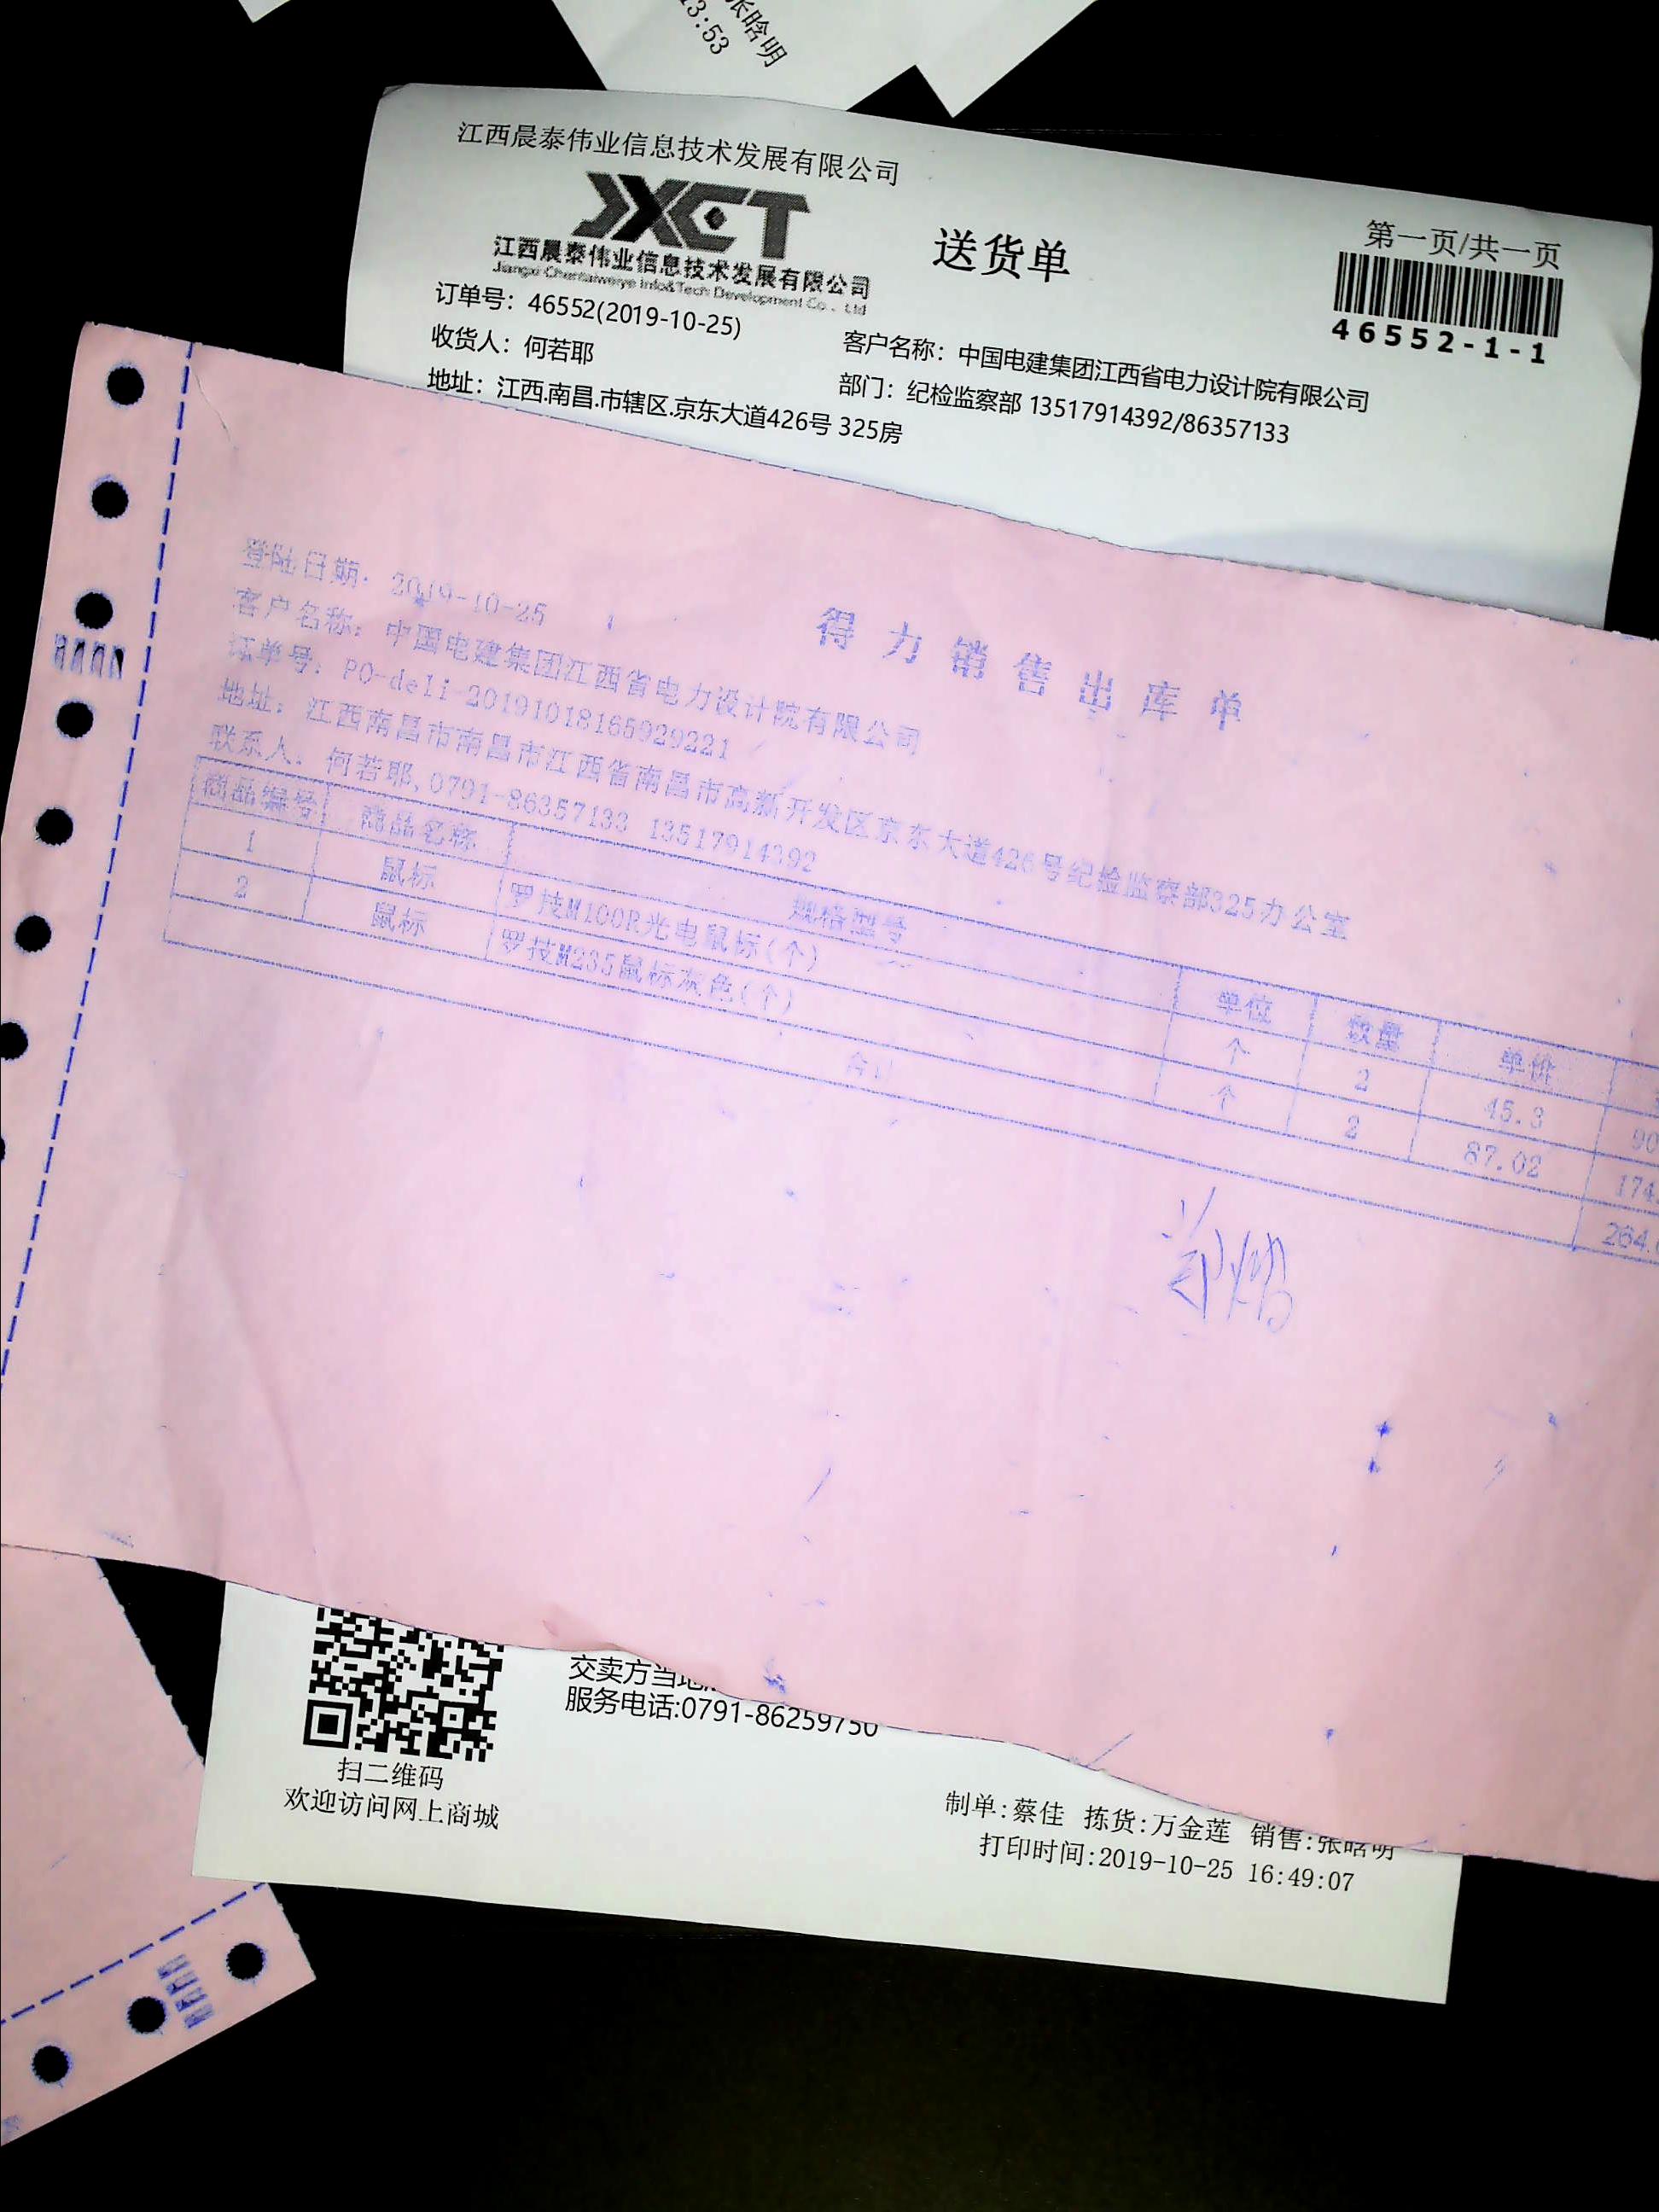 张晗明
13:53
江西晨泰伟业信息技术发展有限公司
JXCT
江西晨泰伟业信息技术发展有限公司
Jiangxi Chentaiweiye Info&Tech Development Co., Ltd
送货单
第一页/共一页
46552-1-1
订单号：46552(2019-10-25)
收货人：何若耶
客户名称：中国电建集团江西省电力设计院有限公司
地址：江西.南昌.市辖区.京东大道426号 325房
部门：纪检监察部 13517914392/86357133
得力销售出库单
登陆日期：2019-10-25
客户名称：中国电建集团江西省电力设计院有限公司
订单号：PO-deli-20191018165929221
地址：江西南昌市南昌市江西省南昌市高新开发区京东大道426号纪检监察部325办公室
联系人：何若耶,0791-86357133 13517914392
商品编号 商品名称 规格型号 单位 数量 单价
1 鼠标 罗技M100R光电鼠标(个) 个 2 45.3 90
2 鼠标 罗技M235鼠标灰色(个) 个 2 87.02 174.
合计 264.
交卖方当地
服务电话:0791-86259750
扫二维码
欢迎访问网上商城
制单:蔡佳 拣货:万金莲 销售:张晗明
打印时间:2019-10-25 16:49:07